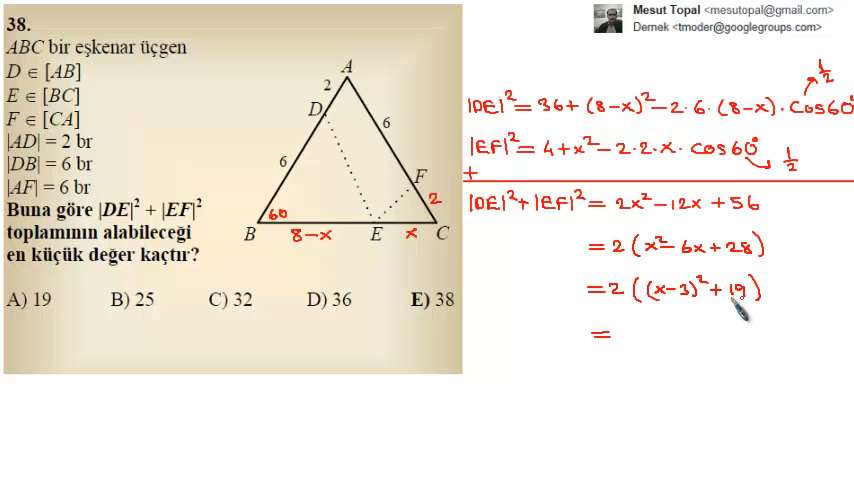 Mesut Topal <mesutopal@gmail.com>
Dernek <tmoder@googlegroups.com>
38.
ABC bir eşkenar üçgen
D ∈ [AB]
E ∈ [BC]
F ∈ [CA]
|AD| = 2 br
|DB| = 6 br
|AF| = 6 br
Buna göre |DE|² + |EF|²
toplamının alabileceği
en küçük değer kaçtır?
A) 19 B) 25 C) 32 D) 36 E) 38
A
2
D
6
6
F
2
60
B
8-x
E
x
C
1/2
|DE|² = 36 + (8-x)² - 2·6·(8-x)·cos60°
|EF|² = 4 + x² - 2·2·x·cos60°
1/2
+
|DE|² + |EF|² = 2x² - 12x + 56
= 2(x² - 6x + 28)
= 2((x-3)² + 19)
=